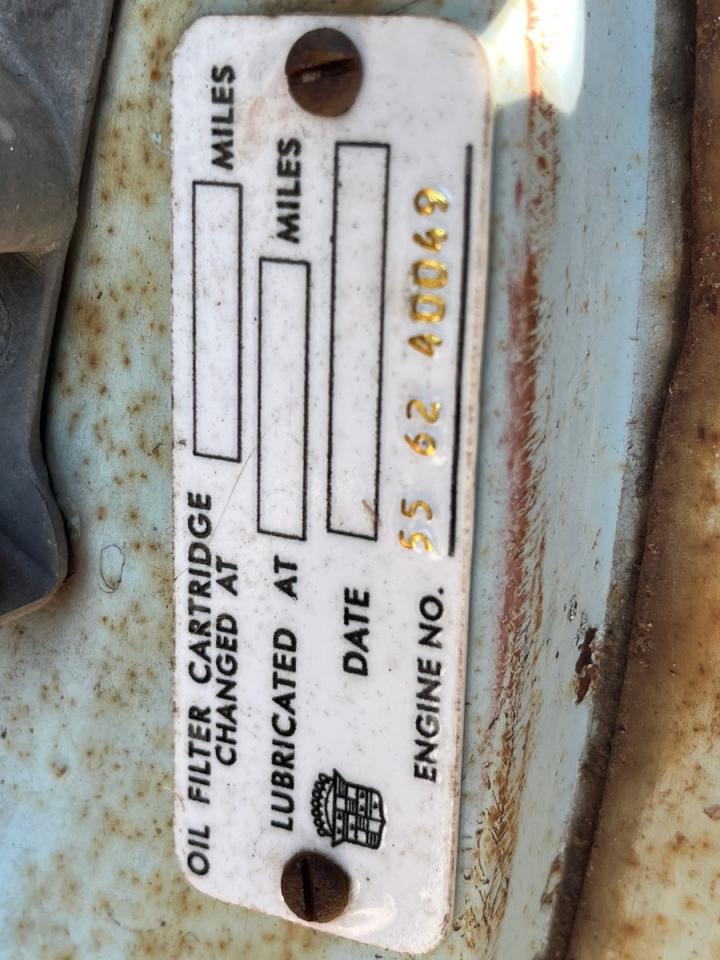 OIL FILTER CARTRIDGE
CHANGED AT MILES
LUBRICATED AT MILES
DATE
ENGINE NO. 55 62 40049